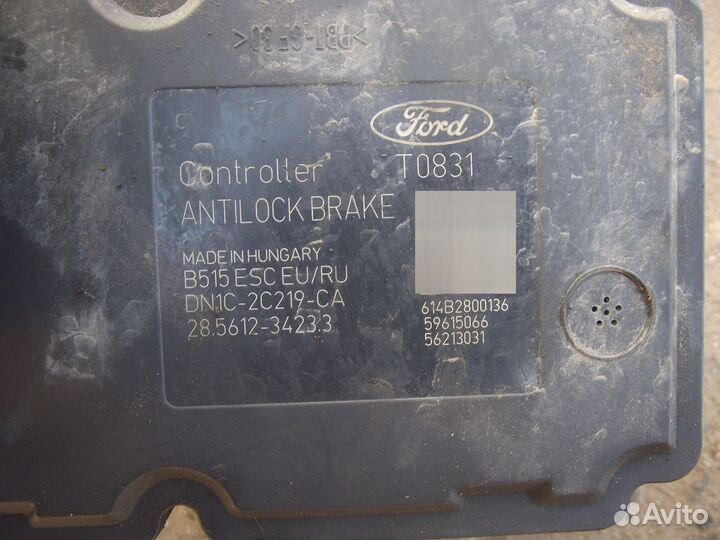 >PBT-GF30<
Ford
Controller T0831
ANTILOCK BRAKE
MADE IN HUNGARY
B515 ESC EU/RU
DN1C-2C219-CA
28.5612-3423.3
614B2800136
59615066
56213031
Avito